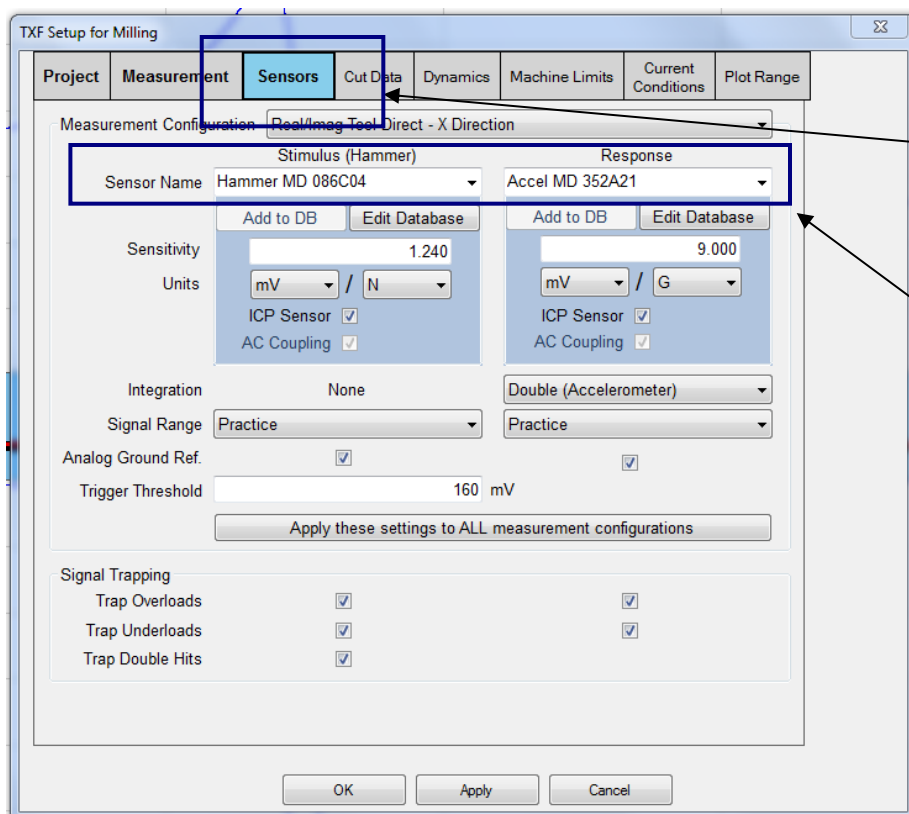 TXF Setup for Milling
Project Measurement Sensors Cut Data Dynamics Machine Limits Current Conditions Plot Range
Measurement Configuration Real/Imag Tool Direct - X Direction
Stimulus (Hammer) Response
Sensor Name Hammer MD 086C04 Accel MD 352A21
Add to DB Edit Database Add to DB Edit Database
Sensitivity 1.240 9.000
Units mV / N mV / G
ICP Sensor ICP Sensor
AC Coupling AC Coupling
Integration None Double (Accelerometer)
Signal Range Practice Practice
Analog Ground Ref.
Trigger Threshold 160 mV
Apply these settings to ALL measurement configurations
Signal Trapping
Trap Overloads
Trap Underloads
Trap Double Hits
OK Apply Cancel